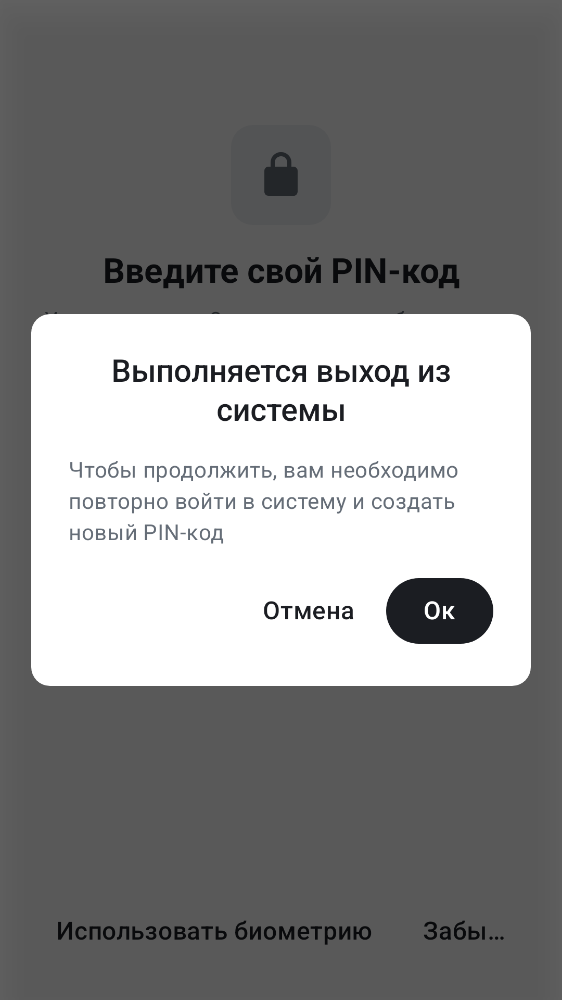 Введите свой PIN-код
Выполняется выход из
системы
Чтобы продолжить, вам необходимо
повторно войти в систему и создать
новый PIN-код
Отмена
Ок
Использовать биометрию
Забы...